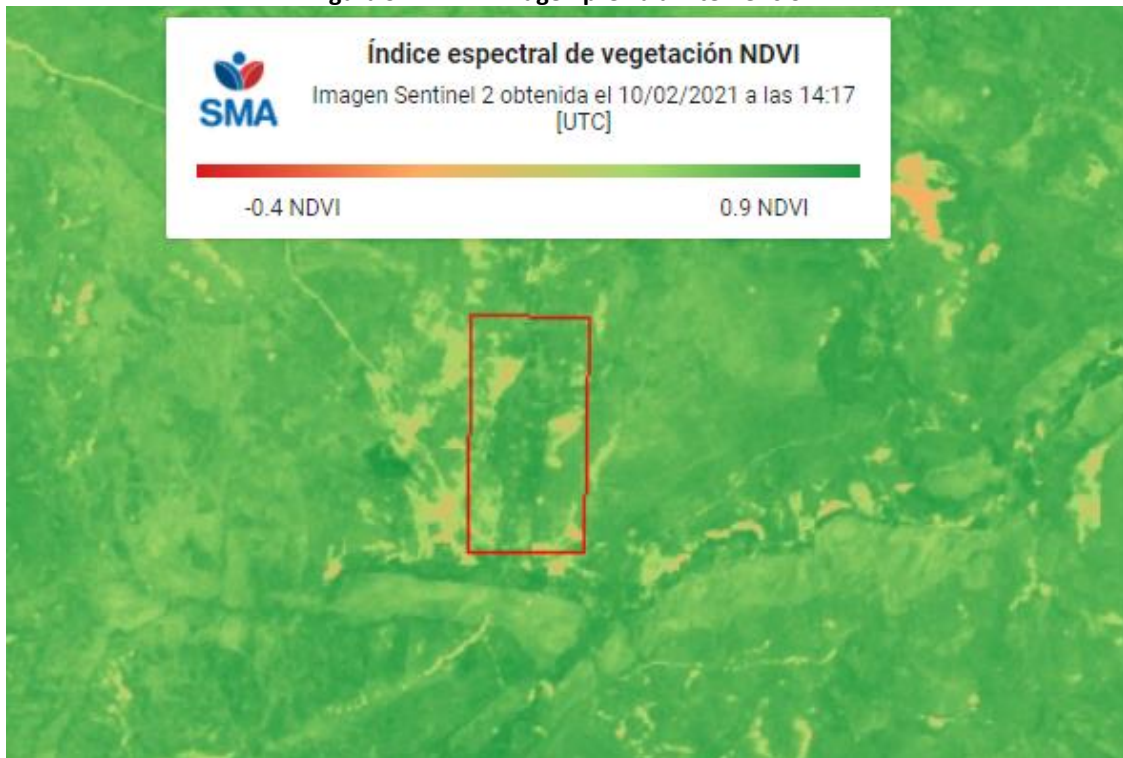 Índice espectral de vegetación NDVI
SMA
Imagen Sentinel 2 obtenida el 10/02/2021 a las 14:17
[UTC]
-0.4 NDVI
0.9 NDVI